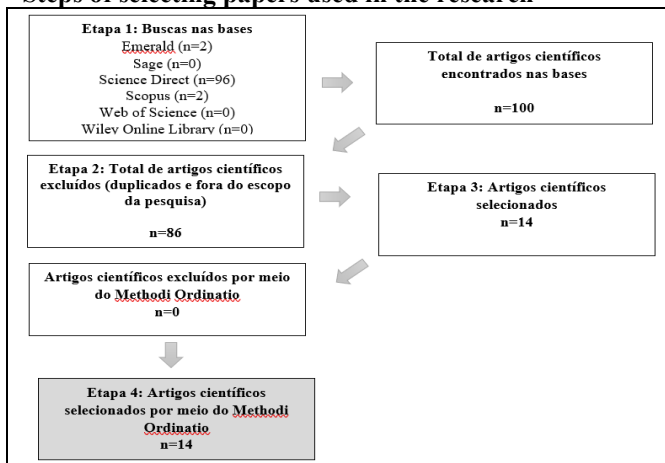 Steps of selecting papers used in the research
Etapa 1: Buscas nas bases
Emerald (n=2)
Sage (n=0)
Science Direct (n=96)
Scopus (n=2)
Web of Science (n=0)
Wiley Online Library (n=0)
Total de artigos científicos
encontrados nas bases
n=100
Etapa 2: Total de artigos científicos
excluídos (duplicados e fora do escopo
da pesquisa)
n=86
Etapa 3: Artigos científicos
selecionados
n=14
Artigos científicos excluídos por meio
do Methodi Ordinatio
n=0
Etapa 4: Artigos científicos
selecionados por meio do Methodi
Ordinatio
n=14